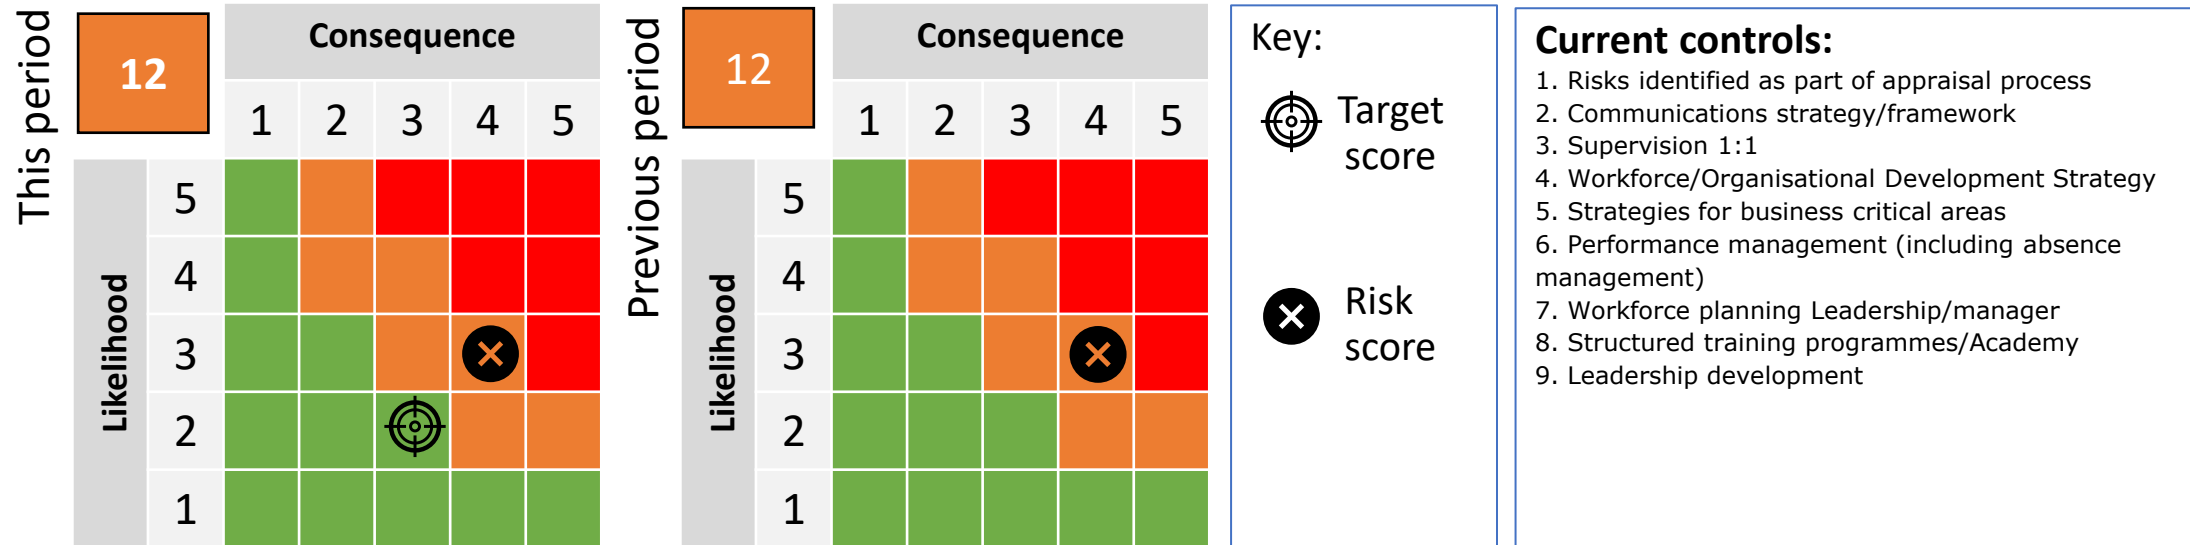 This period
12
Consequence
1 2 3 4 5
Likelihood
5
4
3
2
1
Previous period
12
Consequence
1 2 3 4 5
Likelihood
5
4
3
2
1
Key:
Target
score
Risk
score
Current controls:
1. Risks identified as part of appraisal process
2. Communications strategy/framework
3. Supervision 1:1
4. Workforce/Organisational Development Strategy
5. Strategies for business critical areas
6. Performance management (including absence
management)
7. Workforce planning Leadership/manager
8. Structured training programmes/Academy
9. Leadership development